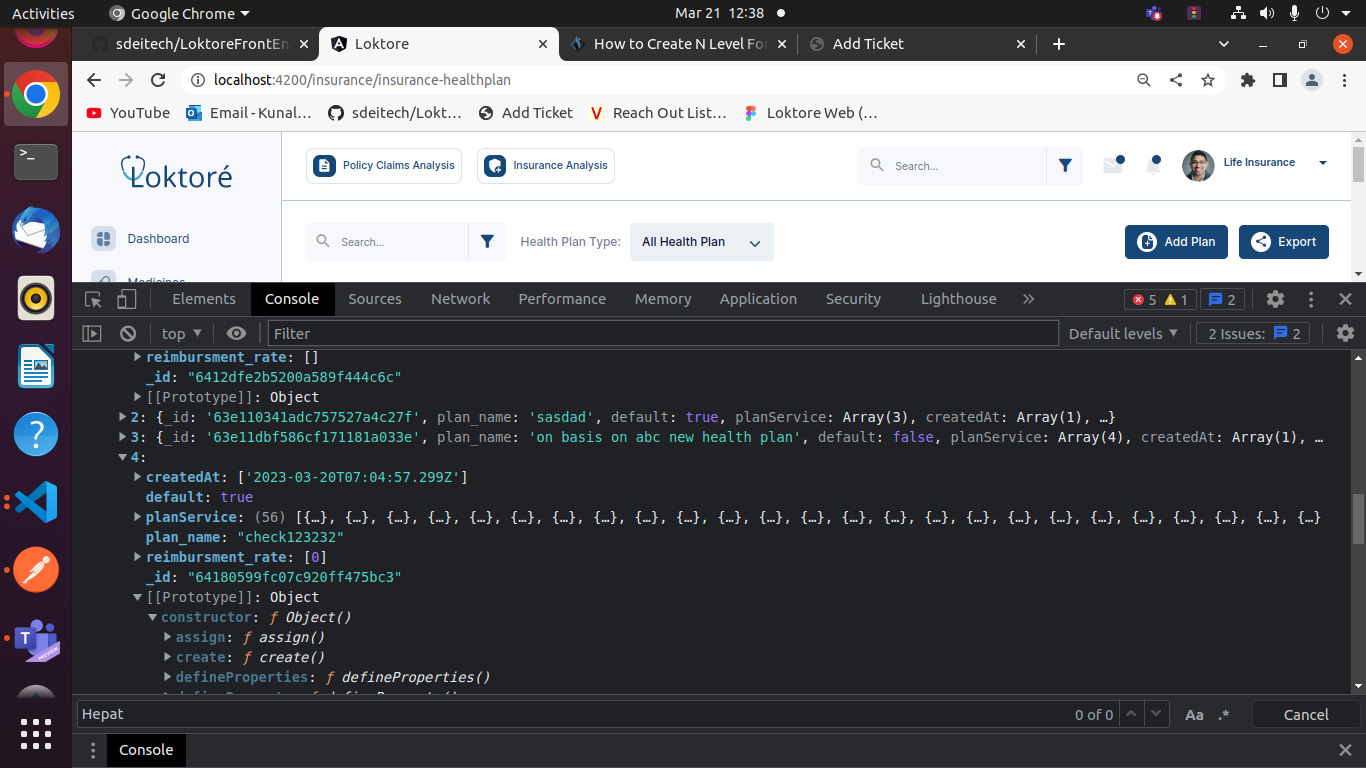 Activities
Google Chrome
Mar 21 12:38
sdeitech/LoktoreFrontEn
Loktore
How to Create N Level For
Add Ticket
localhost:4200/insurance/insurance-healthplan
YouTube
Email - Kunal…
sdeitech/Lokt…
Add Ticket
Reach Out List…
Loktore Web (…
Loktoré
Policy Claims Analysis
Insurance Analysis
Search...
Life Insurance
Dashboard
Search...
Health Plan Type:
All Health Plan
Add Plan
Export
Medicines
Elements
Console
Sources
Network
Performance
Memory
Application
Security
Lighthouse
5
1
2
top
Filter
Default levels
2 Issues:
2
reimbursment_rate: []
_id: "6412dfe2b5200a589f444c6c"
[[Prototype]]: Object
2: {_id: '63e110341adc757527a4c27f', plan_name: 'sasdad', default: true, planService: Array(3), createdAt: Array(1), …}
3: {_id: '63e11dbf586cf171181a033e', plan_name: 'on basis on abc new health plan', default: false, planService: Array(4), createdAt: Array(1), …
4:
createdAt: ['2023-03-20T07:04:57.299Z']
default: true
planService: (56) [{…}, {…}, {…}, {…}, {…}, {…}, {…}, {…}, {…}, {…}, {…}, {…}, {…}, {…}, {…}, {…}, {…}, {…}, {…}, {…}, {…}, {…}, {…}, {…}, {…}
plan_name: "check123232"
reimbursment_rate: [0]
_id: "64180599fc07c920ff475bc3"
[[Prototype]]: Object
constructor: ƒ Object()
assign: ƒ assign()
create: ƒ create()
defineProperties: ƒ defineProperties()
Hepat
0 of 0
Aa
.*
Cancel
Console